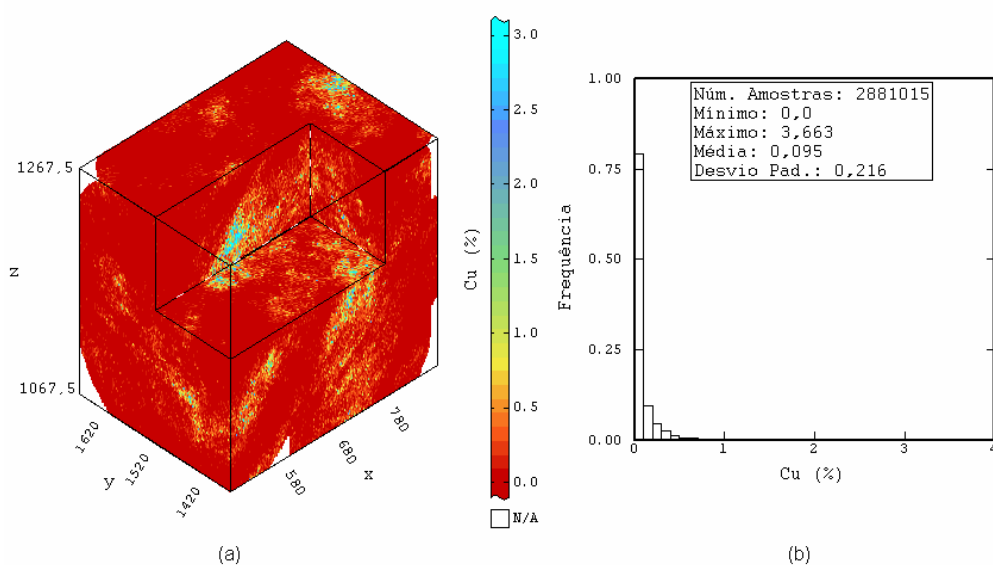 1267,5
z
1067,5
1620
1520
1420
y
580
680
780
x
3.0
2.5
2.0
1.5
1.0
0.5
0.0
N/A
Cu (%)
(a)
1.00
0.75
0.50
0.25
0.00
Frequência
Núm. Amostras: 2881015
Mínimo: 0,0
Máximo: 3,663
Média: 0,095
Desvio Pad.: 0,216
0
1
2
3
4
Cu (%)
(b)